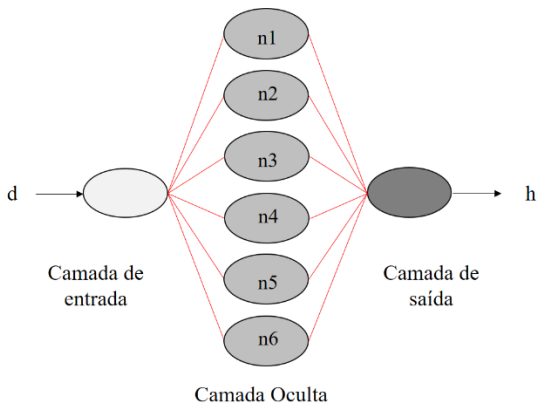 n1
n2
n3
d
n4
h
Camada de
entrada
n5
Camada de
saída
n6
Camada Oculta